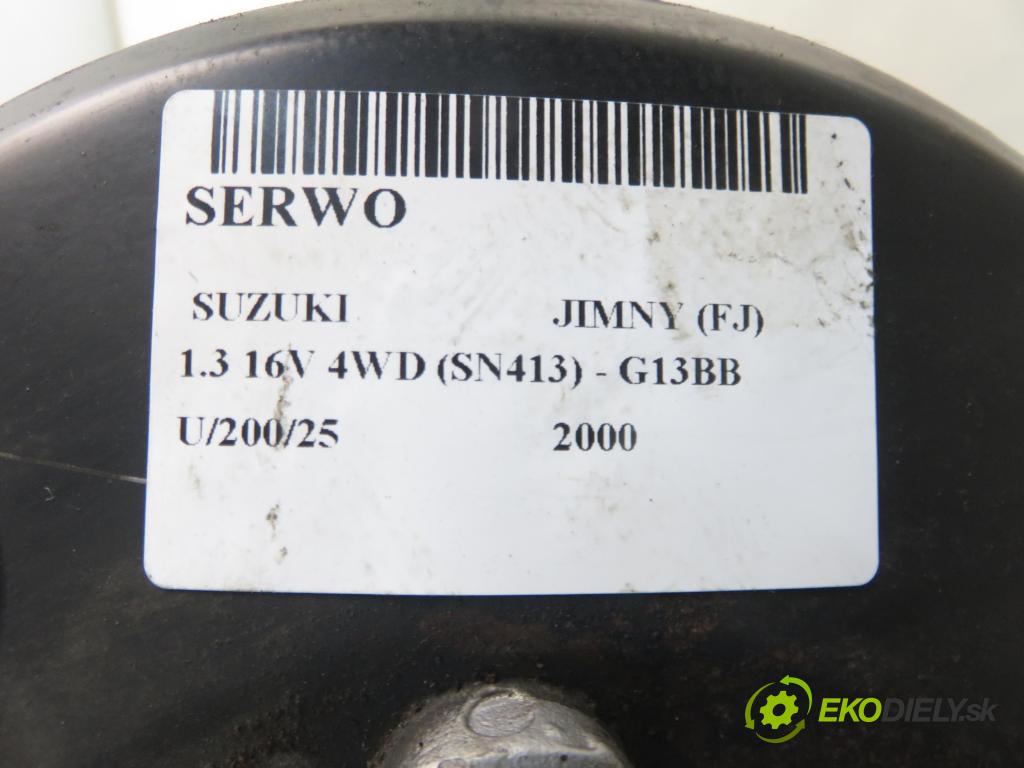 SERWO
SUZUKI JIMNY (FJ)
1.3 16V 4WD (SN413) - G13BB
U/200/25 2000
EKODIELY.sk